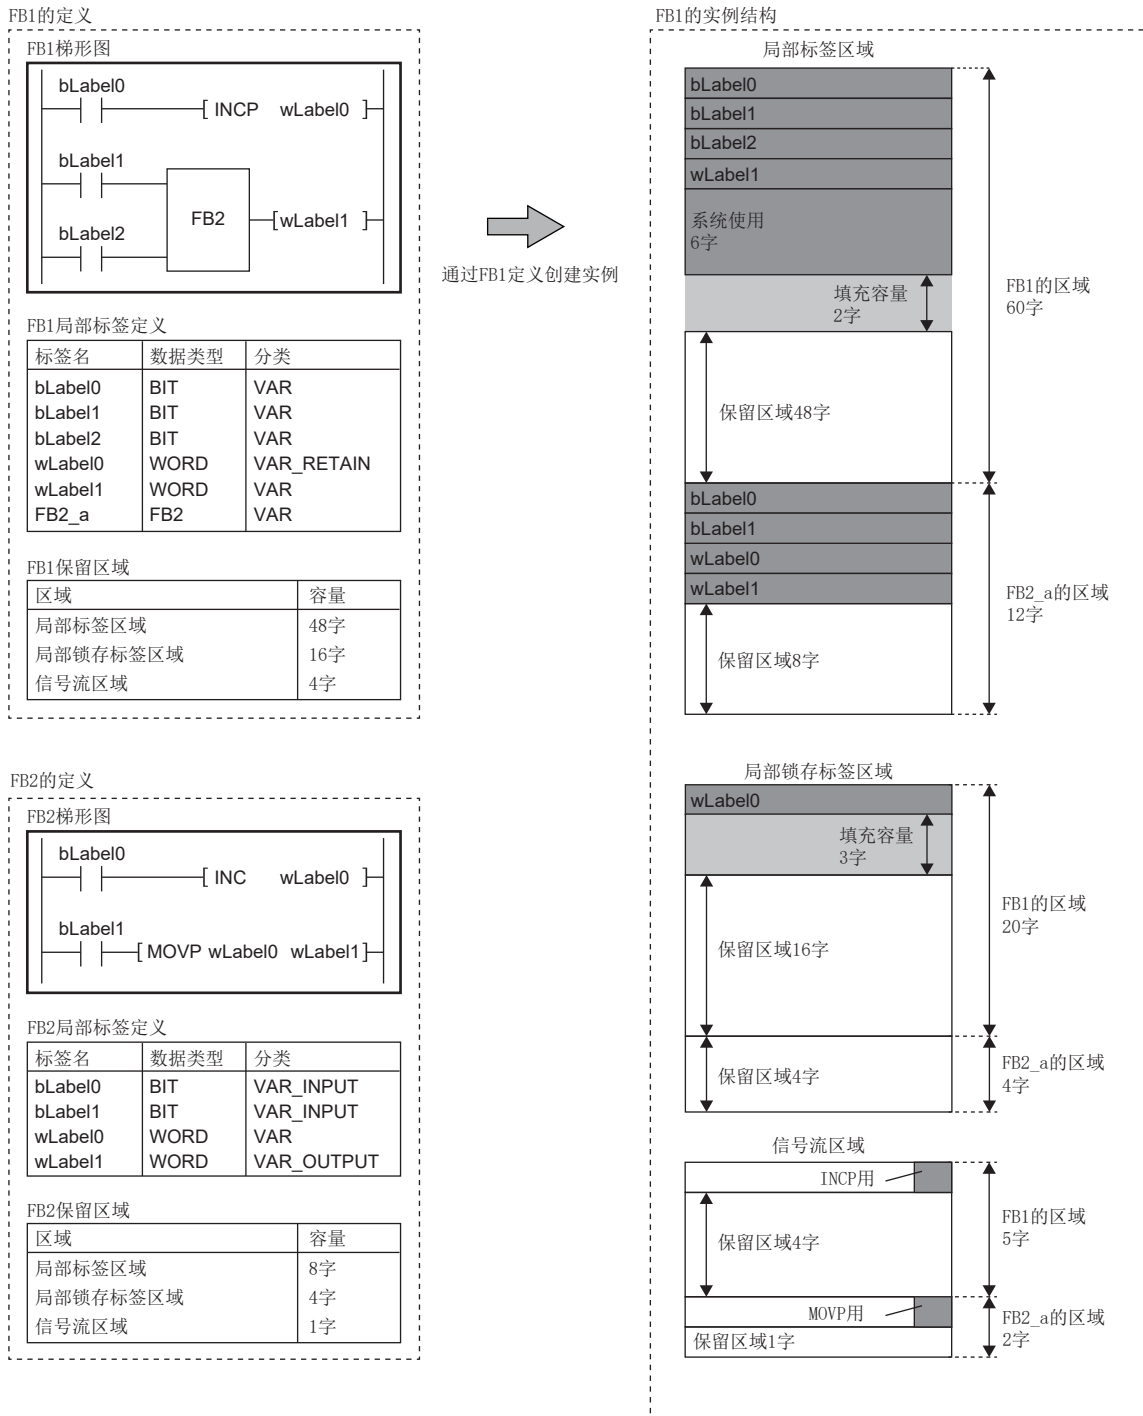 FB1的定义
FB1梯形图
bLabel0
INCP wLabel0
bLabel1
FB2
wLabel1
bLabel2
FB1局部标签定义
标签名 数据类型 分类
bLabel0 BIT VAR
bLabel1 BIT VAR
bLabel2 BIT VAR
wLabel0 WORD VAR_RETAIN
wLabel1 WORD VAR
FB2_a FB2 VAR
FB1保留区域
区域 容量
局部标签区域 48字
局部锁存标签区域 16字
信号流区域 4字
FB2的定义
FB2梯形图
bLabel0
INC wLabel0
bLabel1
MOVP wLabel0 wLabel1
FB2局部标签定义
标签名 数据类型 分类
bLabel0 BIT VAR_INPUT
bLabel1 BIT VAR_INPUT
wLabel0 WORD VAR
wLabel1 WORD VAR_OUTPUT
FB2保留区域
区域 容量
局部标签区域 8字
局部锁存标签区域 4字
信号流区域 1字
通过FB1定义创建实例
FB1的实例结构
局部标签区域
bLabel0
bLabel1
bLabel2
wLabel1
系统使用
6字
填充容量
2字
保留区域48字
FB1的区域
60字
bLabel0
bLabel1
wLabel0
wLabel1
保留区域8字
FB2_a的区域
12字
局部锁存标签区域
wLabel0
填充容量
3字
保留区域16字
FB1的区域
20字
保留区域4字
FB2_a的区域
4字
信号流区域
INCP用
保留区域4字
FB1的区域
5字
MOVP用
保留区域1字
FB2_a的区域
2字